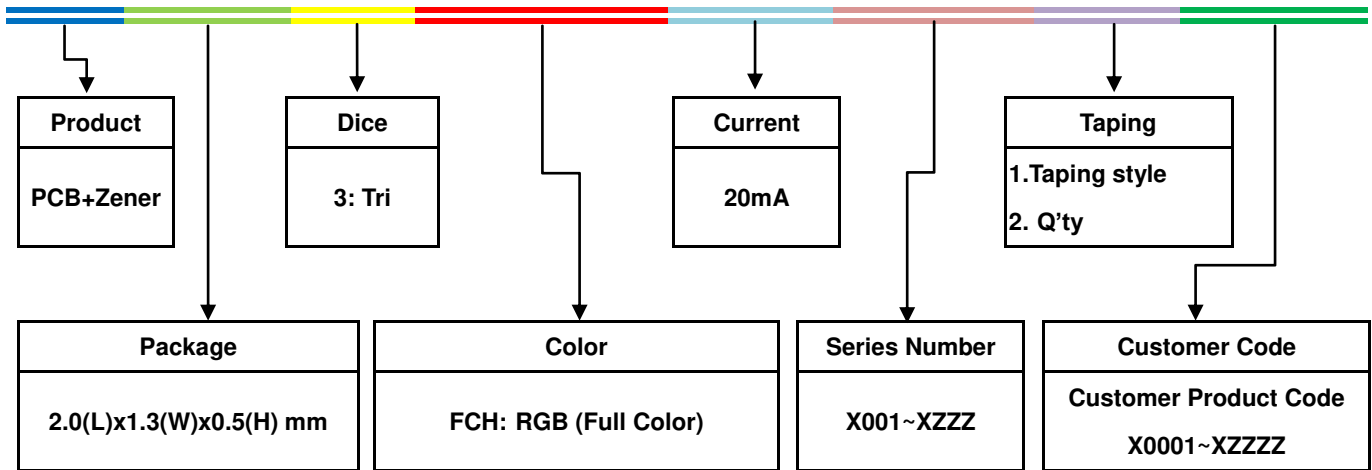 Product
PCB+Zener
Dice
3: Tri
Current
20mA
Taping
1.Taping style
2. Q’ty
Package
2.0(L)x1.3(W)x0.5(H) mm
Color
FCH: RGB (Full Color)
Series Number
X001~XZZZ
Customer Code
Customer Product Code
X0001~XZZZZ